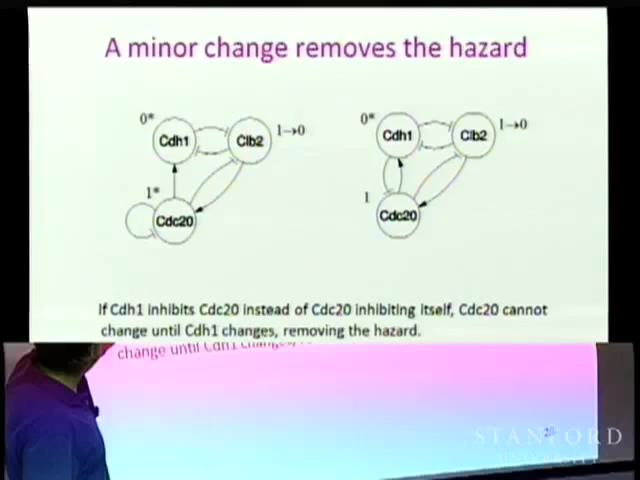 A minor change removes the hazard
0*
Cdh1
Clb2
1→0
1*
Cdc20
0*
Cdh1
Clb2
1→0
1
Cdc20
If Cdh1 inhibits Cdc20 instead of Cdc20 inhibiting itself, Cdc20 cannot
change until Cdh1 changes, removing the hazard.
change until Cdh1 changes,
STANFORD
UNIVERSITY